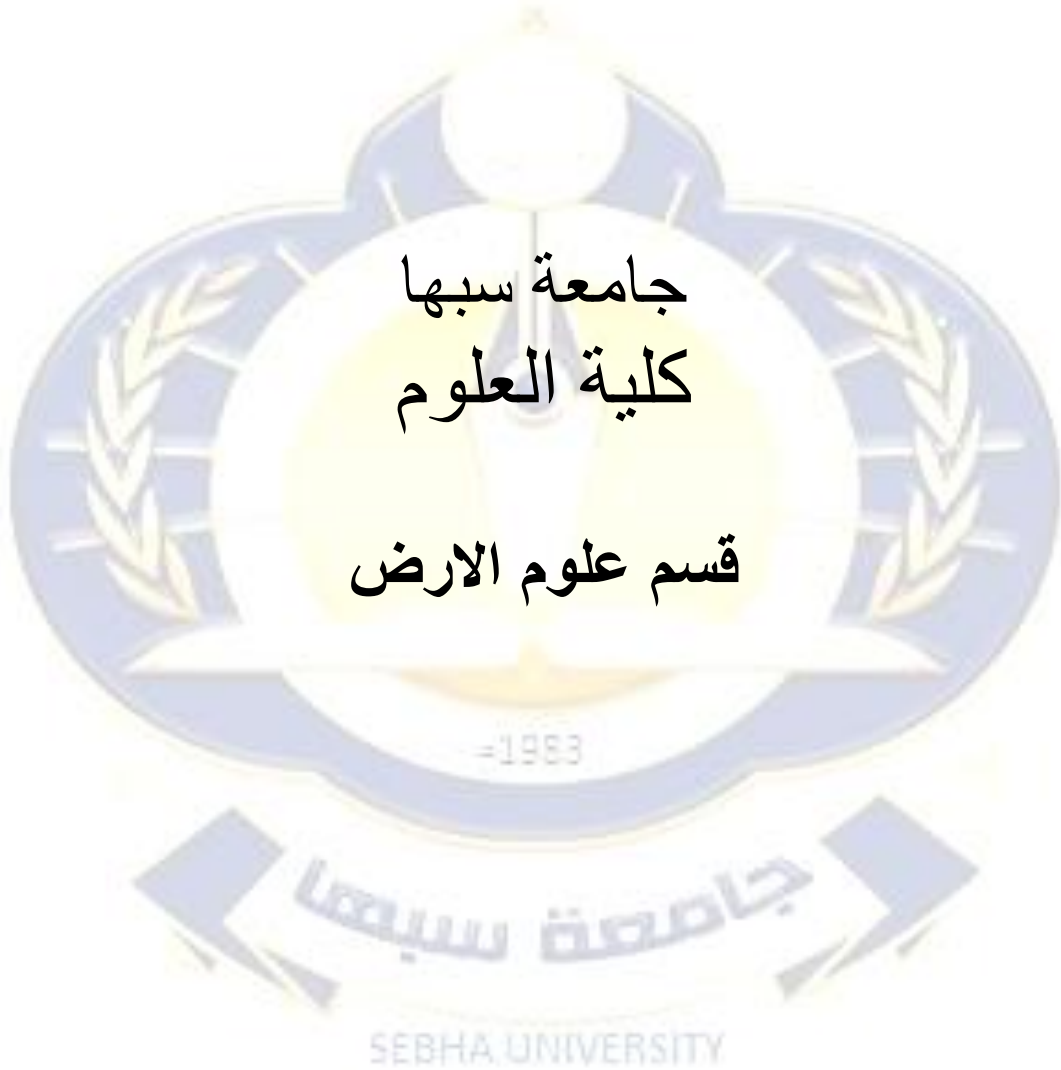 جامعة سبها
كلية العلوم
قسم علوم الارض
-1983
جامعة سبها
SEBHA UNIVERSITY